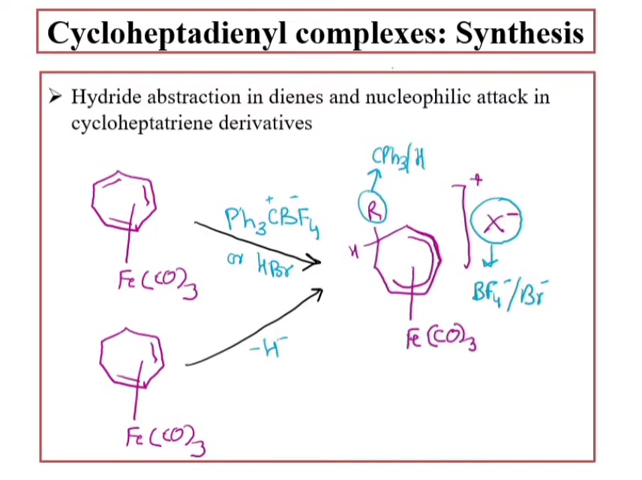 Cycloheptadienyl complexes: Synthesis
➤ Hydride abstraction in dienes and nucleophilic attack in
cycloheptatriene derivatives
CPh3/H
R
H
+
X-
BF4-/Br-
Fe(CO)3
Ph3C+BF4-
or HBr
Fe(CO)3
-H-
Fe(CO)3